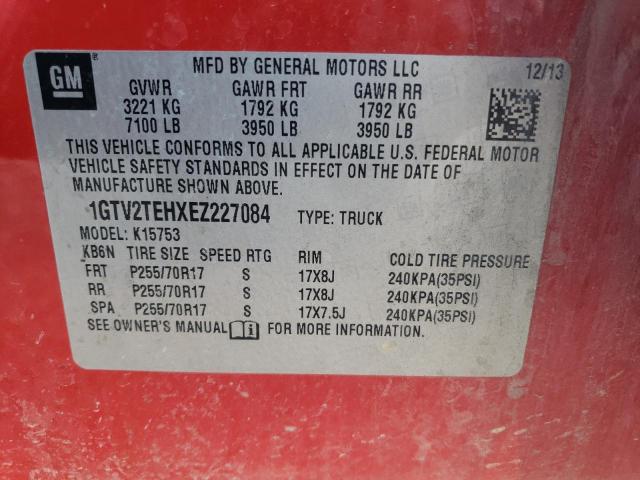 GM
MFD BY GENERAL MOTORS LLC 12/13
GVWR GAWR FRT GAWR RR
3221 KG 1792 KG 1792 KG
7100 LB 3950 LB 3950 LB
THIS VEHICLE CONFORMS TO ALL APPLICABLE U.S. FEDERAL MOTOR
VEHICLE SAFETY STANDARDS IN EFFECT ON THE DATE OF
MANUFACTURE SHOWN ABOVE.
1GTV2TEHXEZ227084 TYPE: TRUCK
MODEL: K15753
KB6N TIRE SIZE SPEED RTG RIM COLD TIRE PRESSURE
FRT P255/70R17 S 17X8J 240KPA(35PSI)
RR P255/70R17 S 17X8J 240KPA(35PSI)
SPA P255/70R17 S 17X7.5J 240KPA(35PSI)
SEE OWNER'S MANUAL FOR MORE INFORMATION.